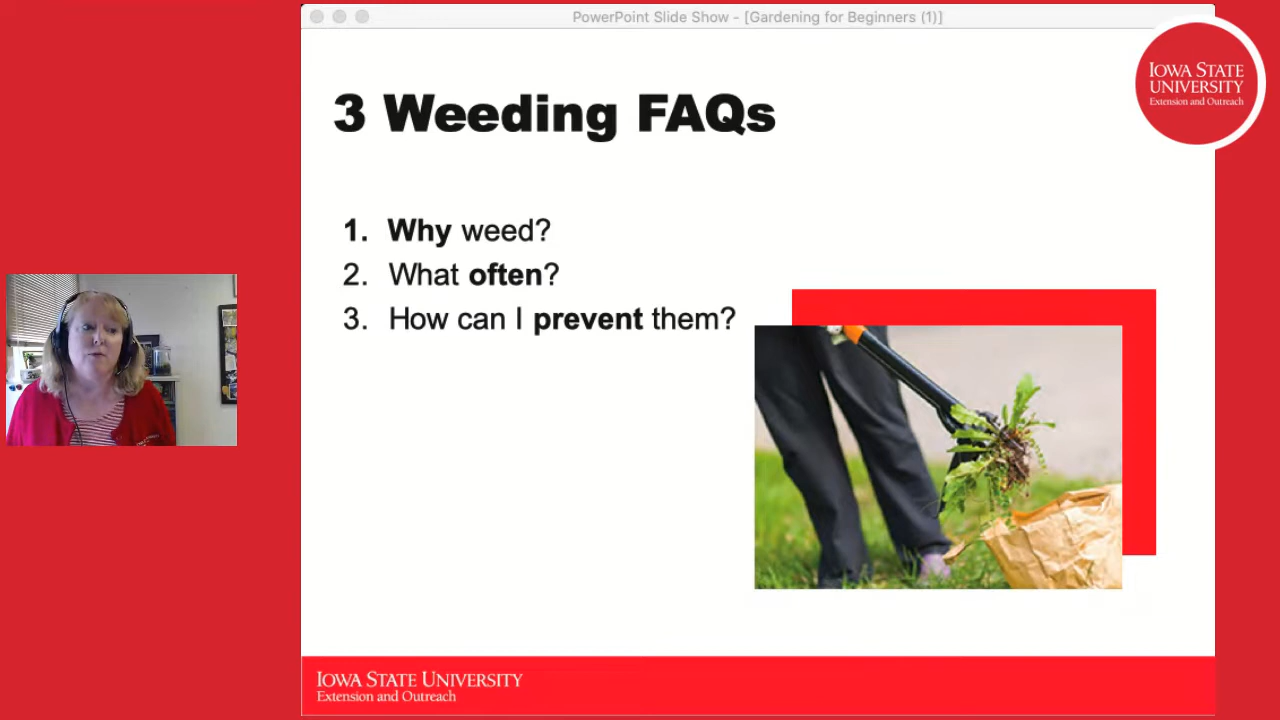 PowerPoint Slide Show - [Gardening for Beginners (1)]
IOWA STATE
UNIVERSITY
Extension and Outreach
3 Weeding FAQs
1. Why weed?
2. What often?
3. How can I prevent them?
IOWA STATE UNIVERSITY
Extension and Outreach